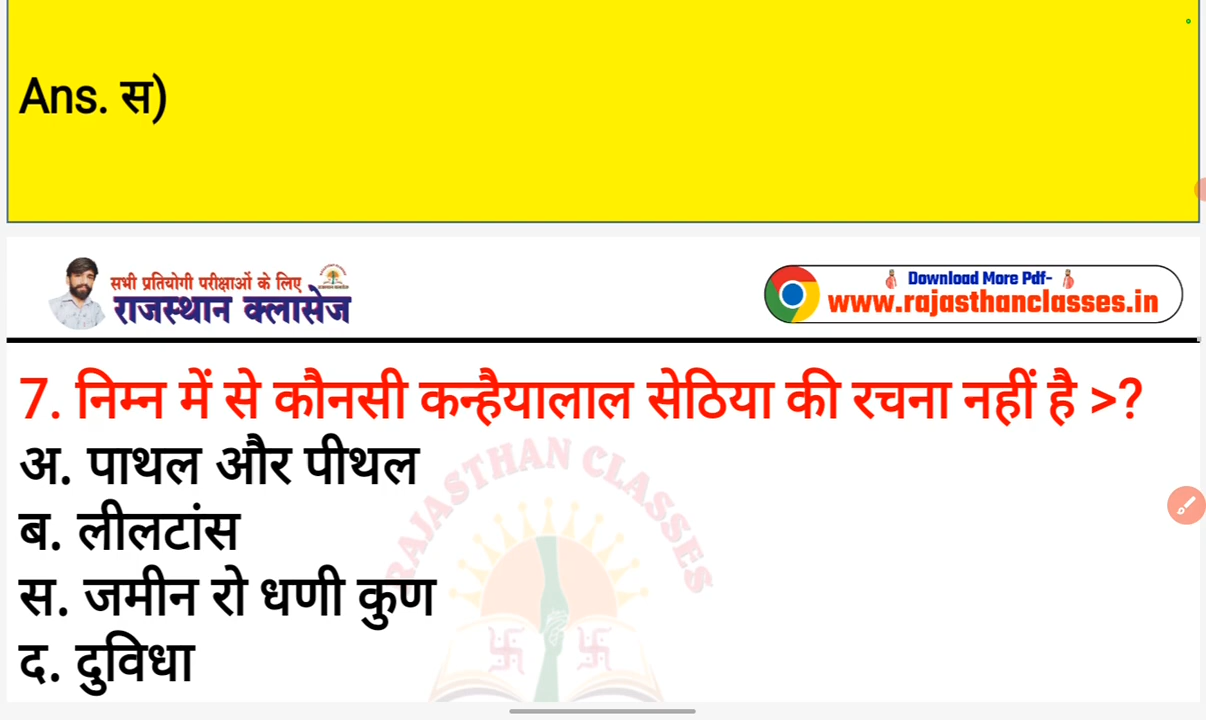 Ans. स)
सभी प्रतियोगी परीक्षाओं के लिए
राजस्थान क्लासेज
Download More Pdf-
www.rajasthanclasses.in
7. निम्न में से कौनसी कन्हैयालाल सेठिया की रचना नहीं है >?
अ. पाथल और पीथल
ब. लीलटांस
स. जमीन रो धणी कुण
द. दुविधा
RAJASTHAN CLASSES